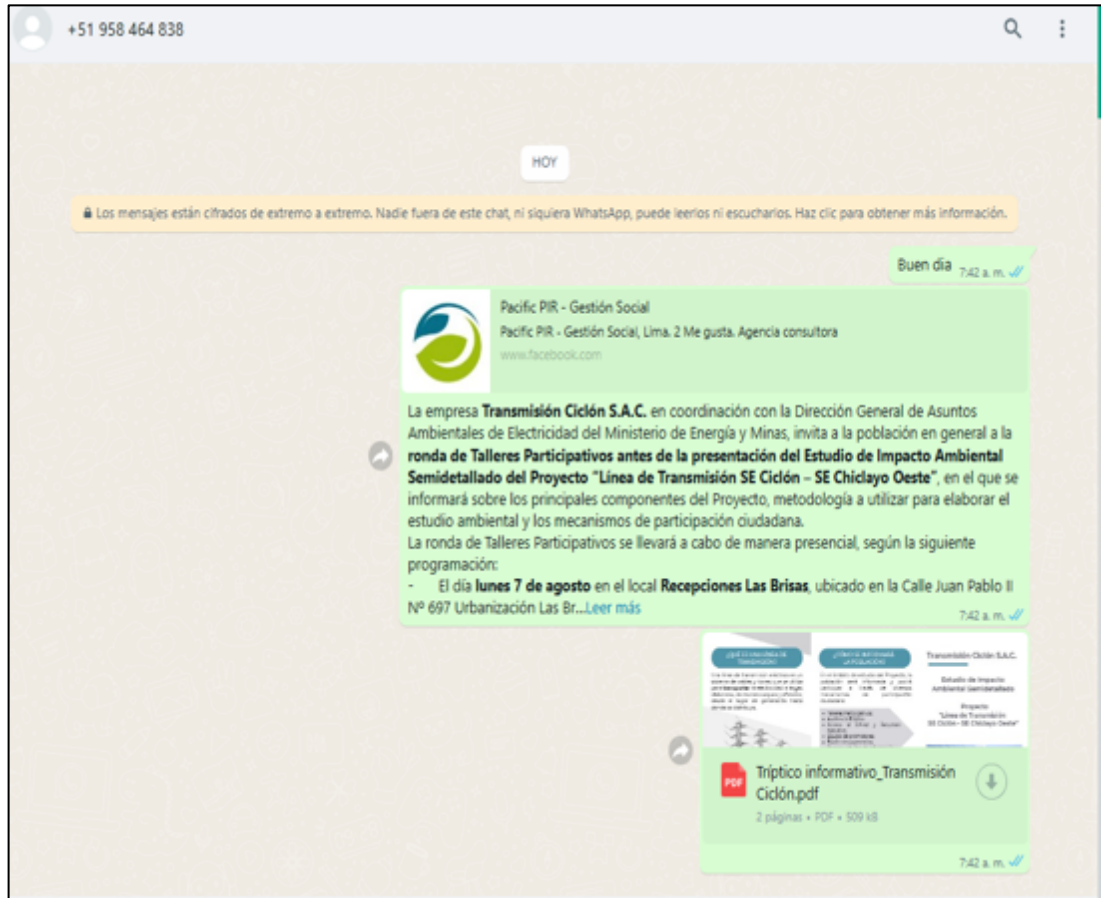 +51 958 464 838
HOY
Los mensajes están cifrados de extremo a extremo. Nadie fuera de este chat, ni siquiera WhatsApp, puede leerlos ni escucharlos. Haz clic para obtener más información.
Buen día 7:42 a. m.
Pacific PIR - Gestión Social
Pacific PIR - Gestión Social, Lima. 2 Me gusta. Agencia consultora
www.facebook.com
La empresa Transmisión Ciclón S.A.C. en coordinación con la Dirección General de Asuntos
Ambientales de Electricidad del Ministerio de Energía y Minas, invita a la población en general a la
ronda de Talleres Participativos antes de la presentación del Estudio de Impacto Ambiental
Semidetallado del Proyecto "Línea de Transmisión SE Ciclón – SE Chiclayo Oeste", en el que se
informará sobre los principales componentes del Proyecto, metodología a utilizar para elaborar el
estudio ambiental y los mecanismos de participación ciudadana.
La ronda de Talleres Participativos se llevará a cabo de manera presencial, según la siguiente
programación:
- El día lunes 7 de agosto en el local Recepciones Las Brisas, ubicado en la Calle Juan Pablo II
Nº 697 Urbanización Las Br...Leer más
7:42 a. m.
¿QUÉ ES UNA LÍNEA DE
TRANSMISIÓN?
Transmisión Ciclón S.A.C.
Estudio de Impacto
Ambiental Semidetallado
Proyecto
"Línea de Transmisión
SE Ciclón - SE Chiclayo Oeste"
PDF
Tríptico informativo_Transmisión
Ciclón.pdf
2 páginas • PDF • 509 kB
7:42 a. m.